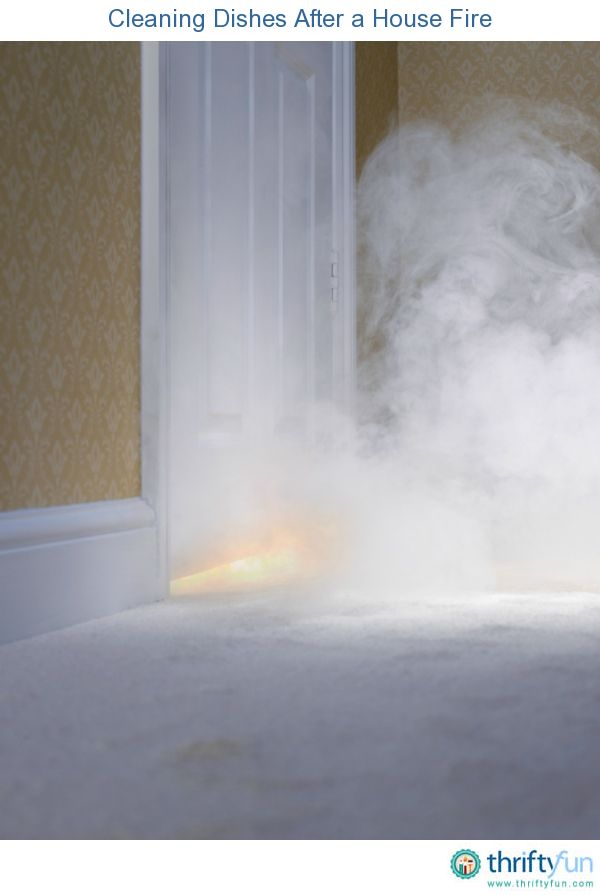 Cleaning Dishes After a House Fire
thriftyfun
www.thriftyfun.com